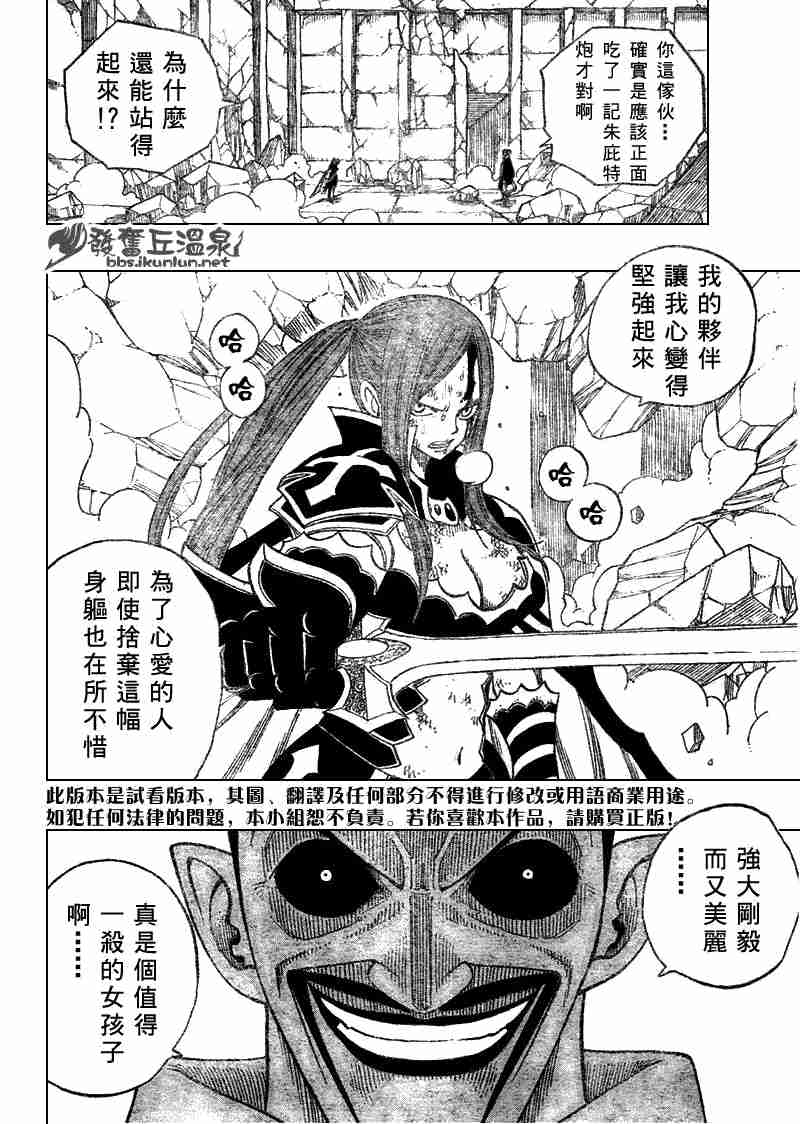 你這傢伙…
確實是應該正面
吃了一記朱庇特
炮才對啊
為什麼
還能站得
起來!?
發奮丘溫泉
bbs.ikunlun.net
我的夥伴
讓我心變得
堅強起來
哈
哈
哈
哈
為了心愛的人
即使捨棄這幅
身軀也在所不惜
此版本是試看版本，其圖、翻譯及任何部分不得進行修改或用語商業用途。
如犯任何法律的問題，本小組恕不負責。若你喜歡本作品，請購買正版！
強大剛毅
而又美麗
……
真是個值得
一殺的女孩子
啊……